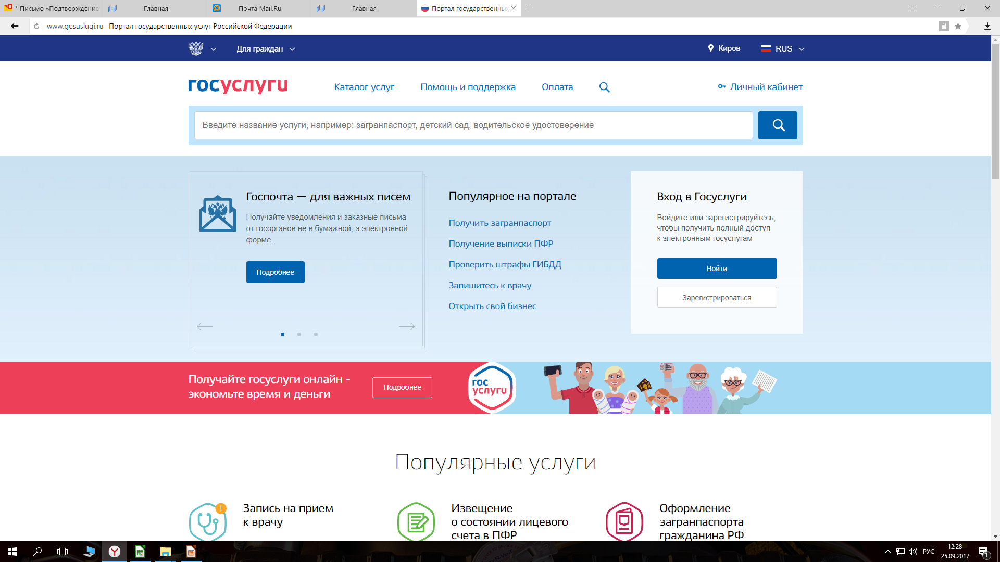 * Письмо «Подтверждение
Главная
Почта Mail.Ru
Главная
Портал государственных
www.gosuslugi.ru Портал государственных услуг Российской Федерации
Для граждан
Киров
RUS
госуслуги
Каталог услуг
Помощь и поддержка
Оплата
Личный кабинет
Введите название услуги, например: загранпаспорт, детский сад, водительское удостоверение
Госпочта — для важных писем
Получайте уведомления и заказные письма
от госорганов не в бумажной, а электронной
форме.
Подробнее
Популярное на портале
Получить загранпаспорт
Получение выписки ПФР
Проверить штрафы ГИБДД
Запишитесь к врачу
Открыть свой бизнес
Вход в Госуслуги
Войдите или зарегистрируйтесь,
чтобы получить полный доступ
к электронным госуслугам
Войти
Зарегистрироваться
Получайте госуслуги онлайн -
экономьте время и деньги
Подробнее
гос
услуги
Популярные услуги
Запись на прием
к врачу
Извещение
о состоянии лицевого
счета в ПФР
Оформление
загранпаспорта
гражданина РФ
РУС
12:28
25.09.2017
1